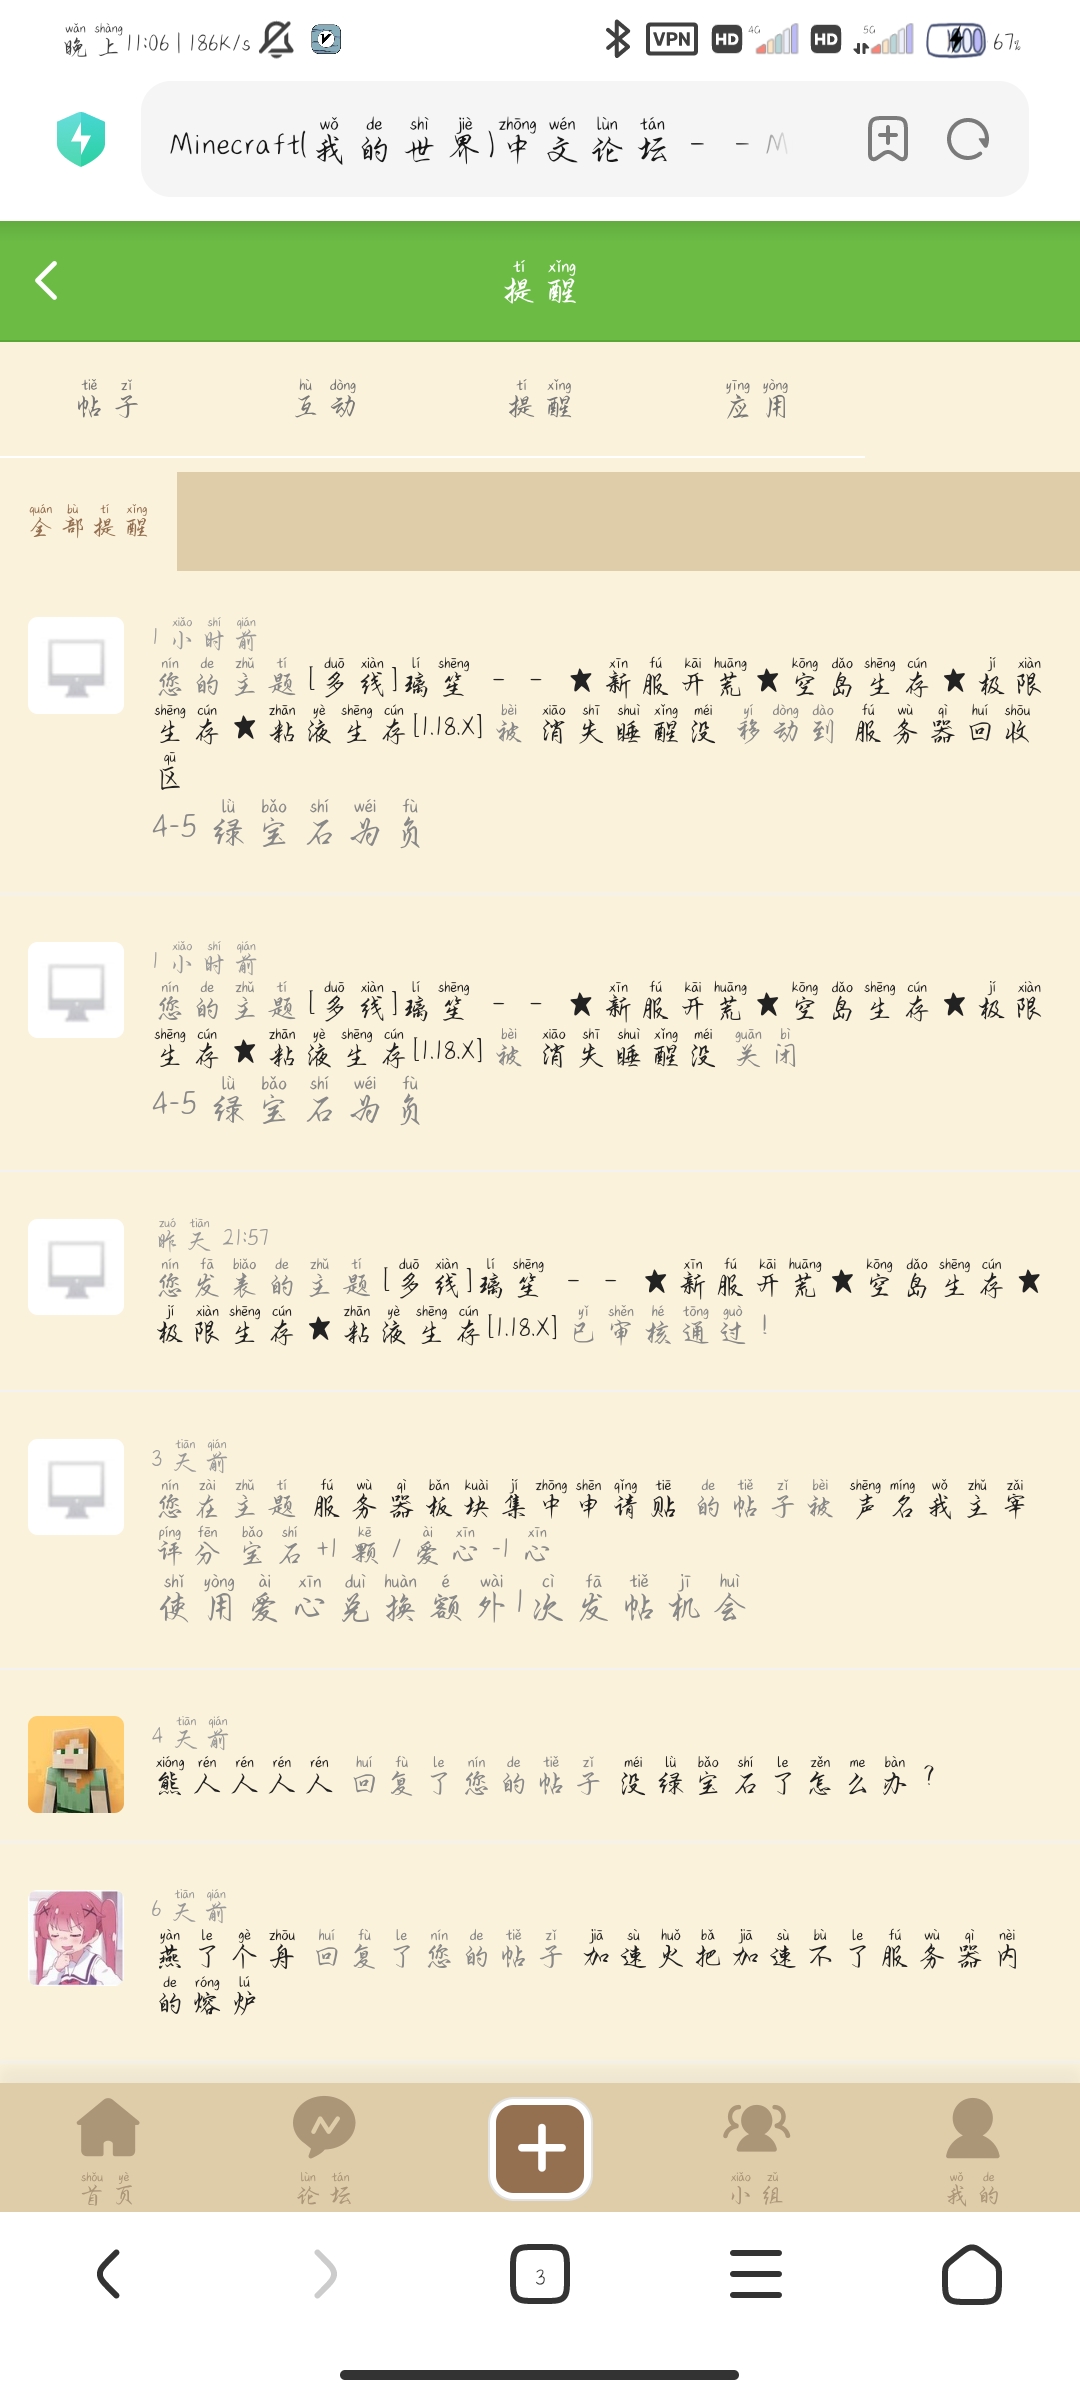 晚上11:06 | 186K/s VPN HD 4G HD 5G 100 67%
Minecraft(我的世界)中文论坛 - - M
提醒
帖子 互动 提醒 应用
全部提醒
1 小时前
您的主题 [多线]璃笙 - - ★新服开荒★空岛生存★极限
生存★粘液生存[1.18.X] 被 消失睡醒没 移动到 服务器回收
区
4-5 绿宝石为负
1 小时前
您的主题 [多线]璃笙 - - ★新服开荒★空岛生存★极限
生存★粘液生存[1.18.X] 被 消失睡醒没 关闭
4-5 绿宝石为负
昨天 21:57
您发表的主题 [多线]璃笙 - - ★新服开荒★空岛生存★
极限生存★粘液生存[1.18.X] 已审核通过!
3 天前
您在主题 服务器板块集中申请贴 的帖子被 声名我主宰
评分 宝石 +1 颗 / 爱心 -1 心
使用爱心兑换额外1次发帖机会
4 天前
熊人人人人 回复了您的帖子 没绿宝石了怎么办?
6 天前
燕了个舟 回复了您的帖子 加速火把加速不了服务器内
的熔炉
首页 论坛 小组 我的
3